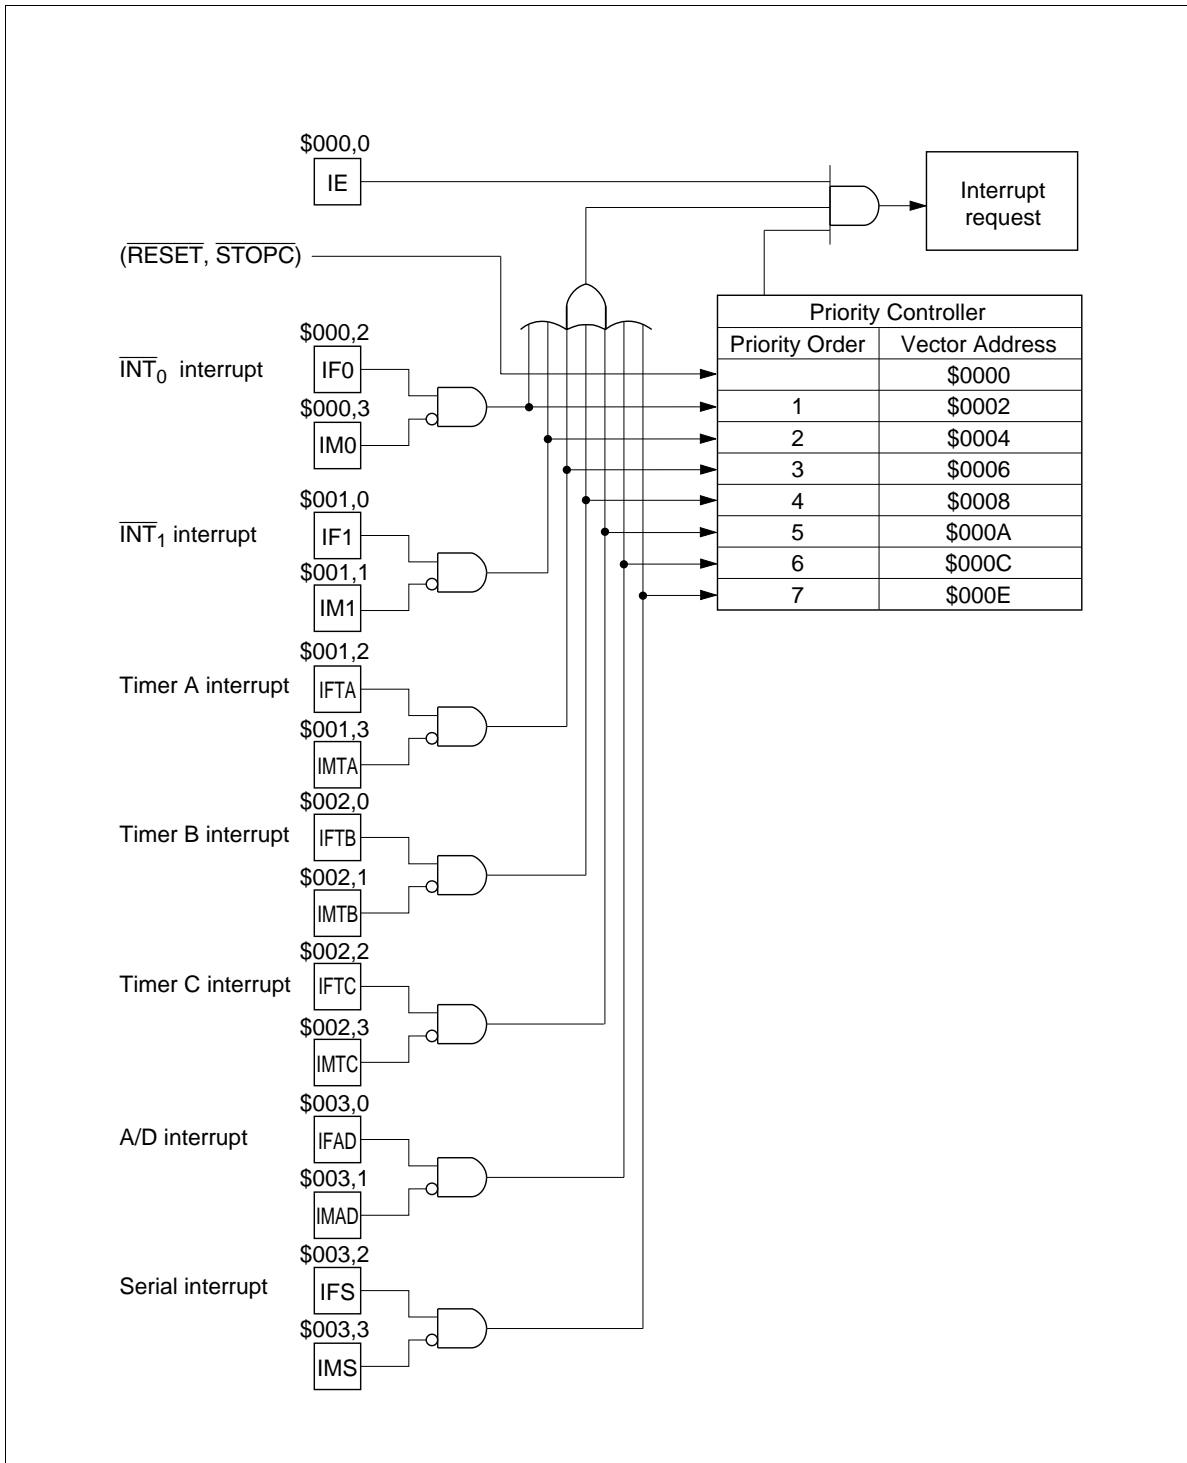 $000,0
IE
Interrupt
request
(RESET, STOPC)
Priority Controller
Priority Order Vector Address
$0000
1 $0002
2 $0004
3 $0006
4 $0008
5 $000A
6 $000C
7 $000E
$000,2
INT0 interrupt
IF0
$000,3
IM0
$001,0
INT1 interrupt
IF1
$001,1
IM1
$001,2
Timer A interrupt
IFTA
$001,3
IMTA
$002,0
Timer B interrupt
IFTB
$002,1
IMTB
$002,2
Timer C interrupt
IFTC
$002,3
IMTC
$003,0
A/D interrupt
IFAD
$003,1
IMAD
$003,2
Serial interrupt
IFS
$003,3
IMS